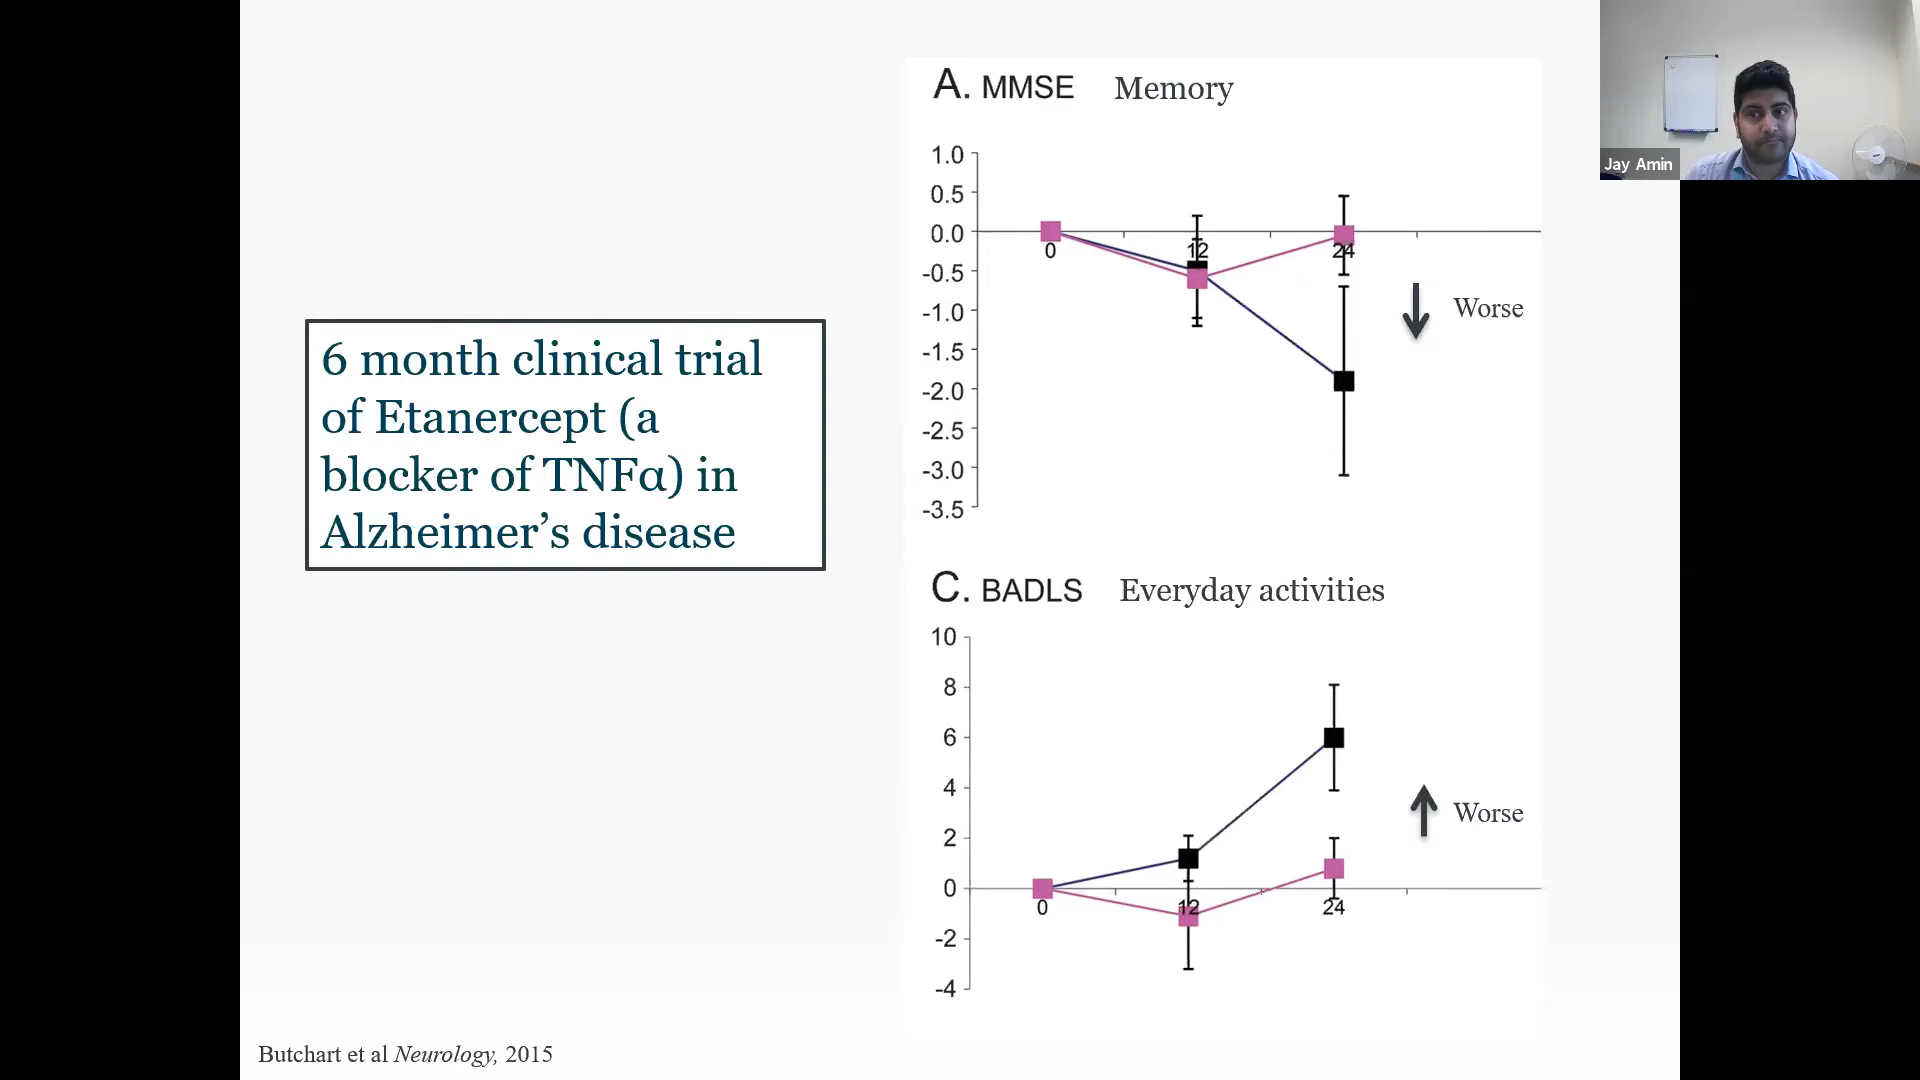 6 month clinical trial
of Etanercept (a
blocker of TNFα) in
Alzheimer’s disease
A. MMSE Memory
1.0
0.5
0.0
-0.5
-1.0
-1.5
-2.0
-2.5
-3.0
-3.5
0 12 24
Worse
C. BADLS Everyday activities
10
8
6
4
2
0
-2
-4
0 12 24
Worse
Jay Amin
Butchart et al Neurology, 2015